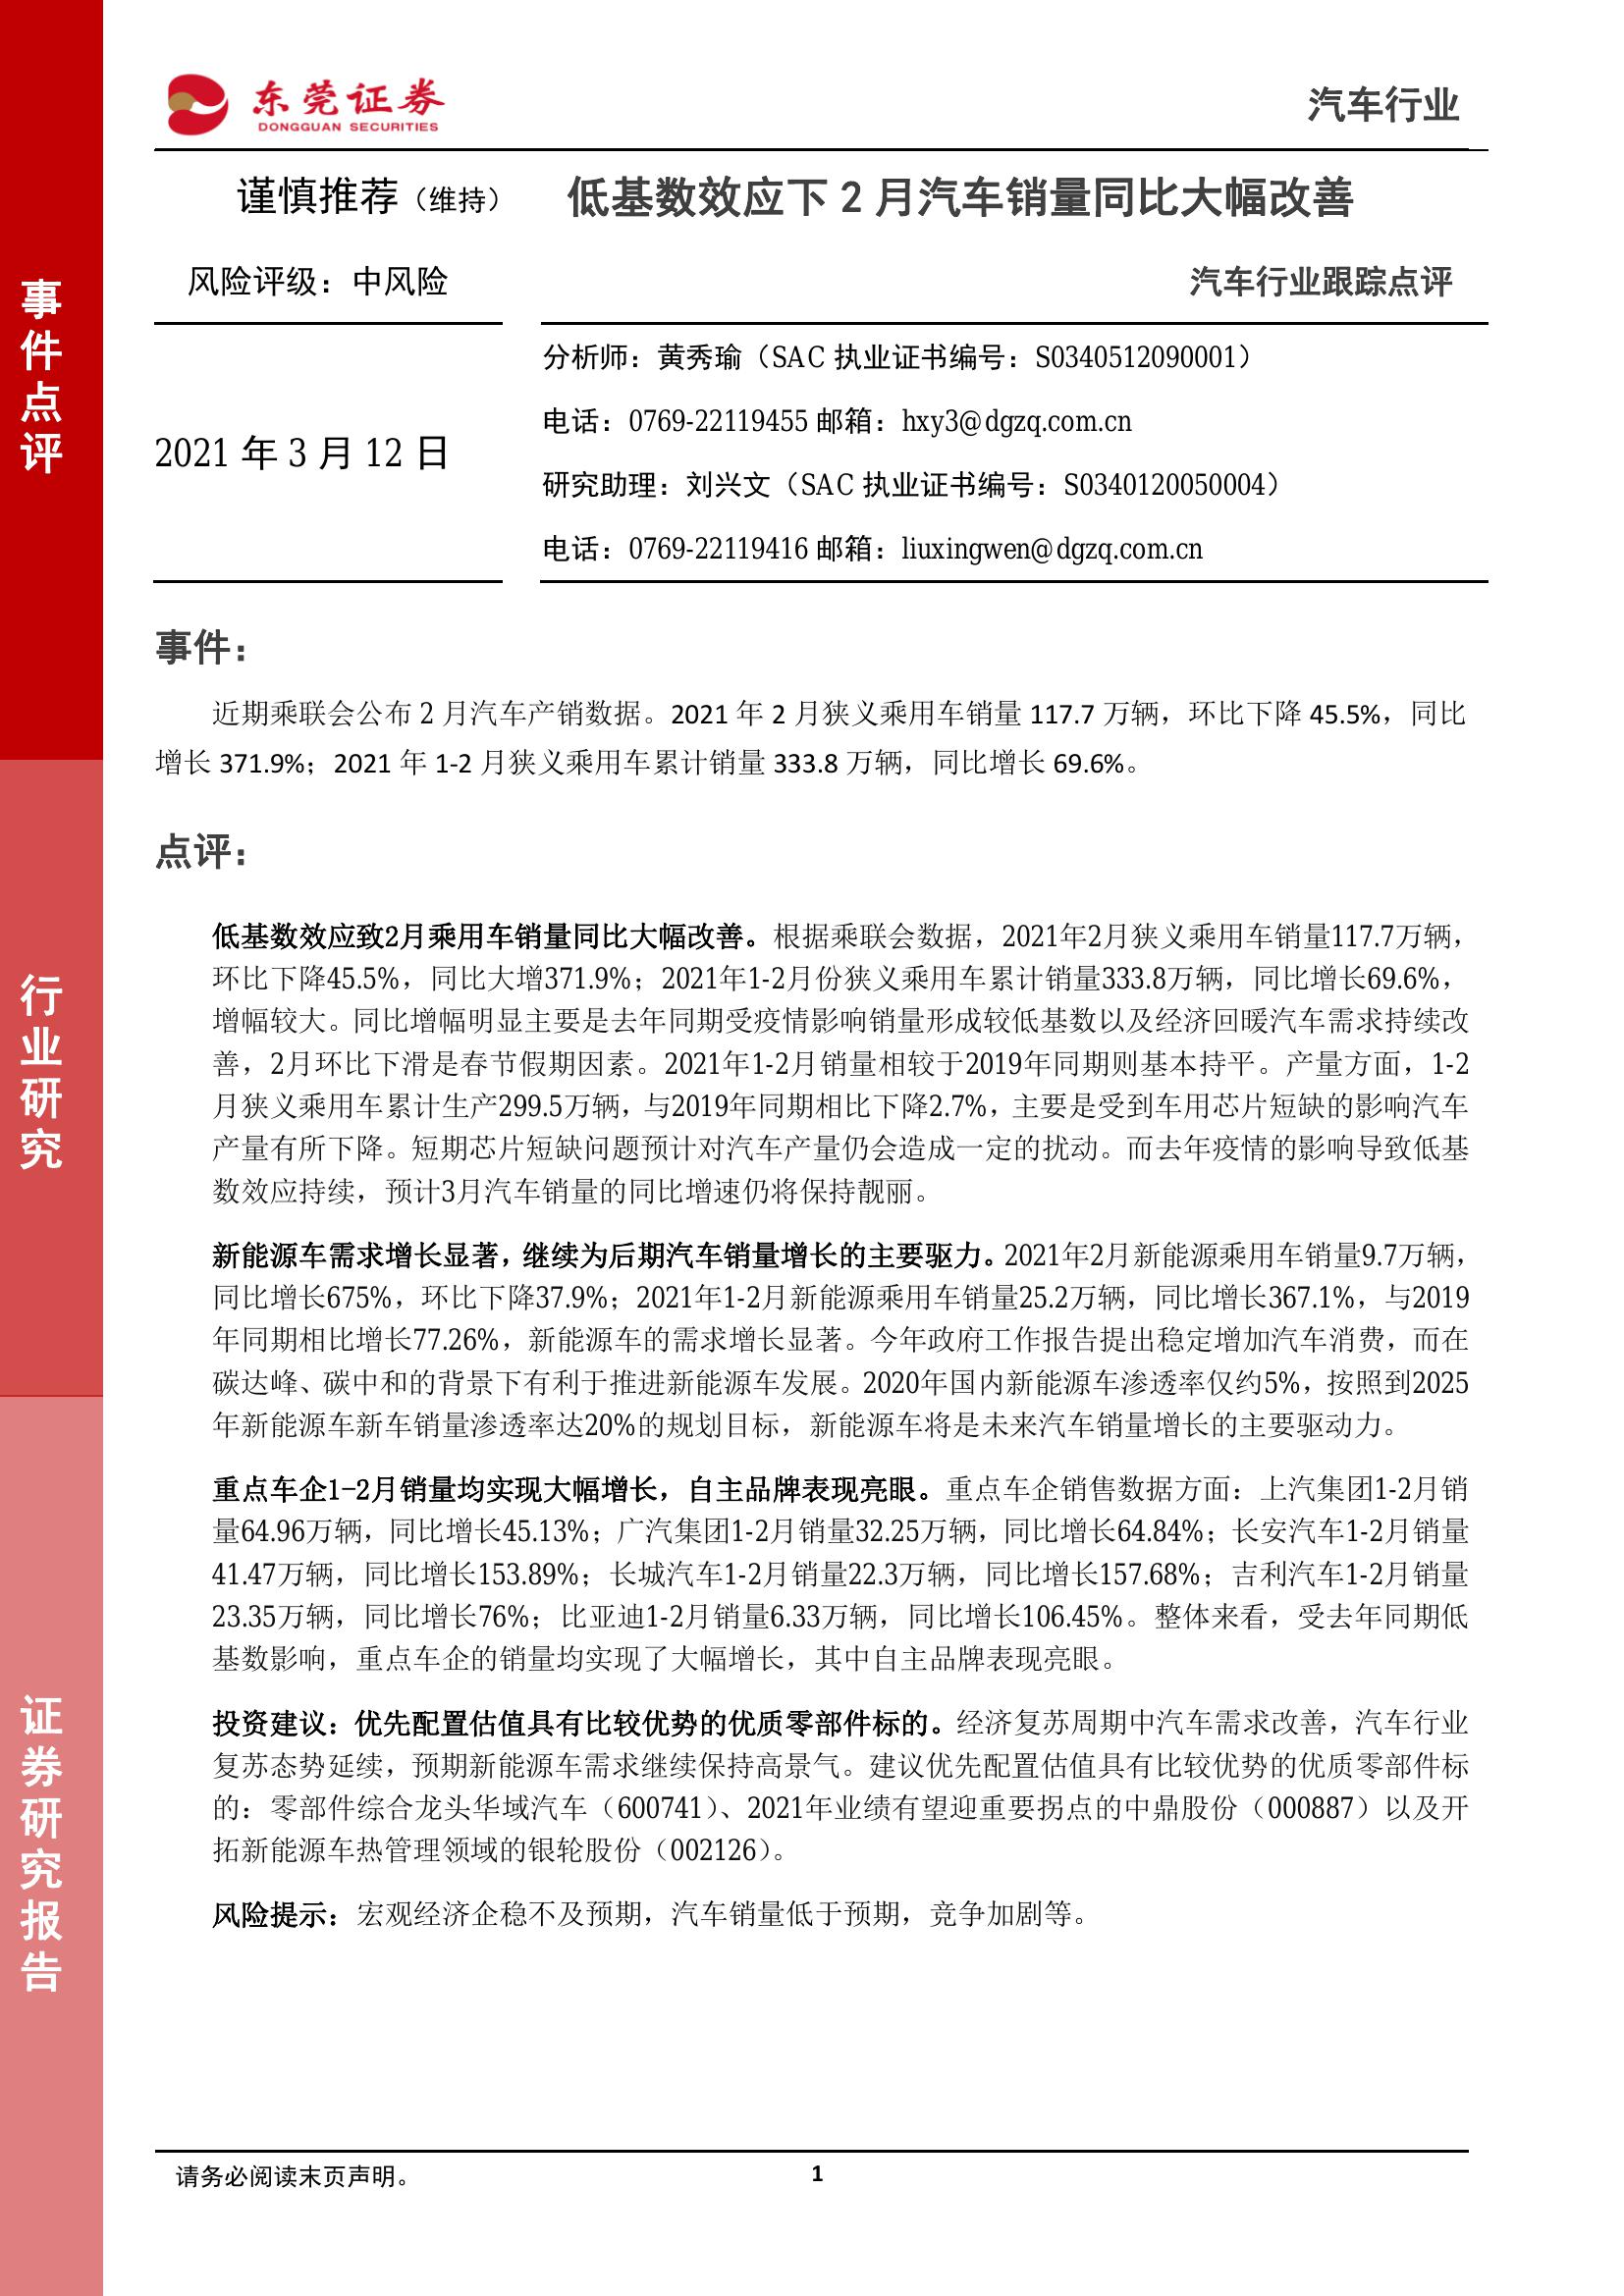 东莞证券
DONGGUAN SECURITIES
汽车行业
谨慎推荐（维持）
低基数效应下 2 月汽车销量同比大幅改善
风险评级：中风险
汽车行业跟踪点评
2021 年 3 月 12 日
分析师：黄秀瑜（SAC 执业证书编号：S0340512090001）
电话：0769-22119455 邮箱：hxy3@dgzq.com.cn
研究助理：刘兴文（SAC 执业证书编号：S0340120050004）
电话：0769-22119416 邮箱：liuxingwen@dgzq.com.cn
事件点评
行业研究
证券研究报告
事件：
近期乘联会公布 2 月汽车产销数据。2021 年 2 月狭义乘用车销量 117.7 万辆，环比下降 45.5%，同比
增长 371.9%；2021 年 1-2 月狭义乘用车累计销量 333.8 万辆，同比增长 69.6%。
点评：
低基数效应致2月乘用车销量同比大幅改善。根据乘联会数据，2021年2月狭义乘用车销量117.7万辆，
环比下降45.5%，同比大增371.9%；2021年1-2月份狭义乘用车累计销量333.8万辆，同比增长69.6%，
增幅较大。同比增幅明显主要是去年同期受疫情影响销量形成较低基数以及经济回暖汽车需求持续改
善，2月环比下滑是春节假期因素。2021年1-2月销量相较于2019年同期则基本持平。产量方面，1-2
月狭义乘用车累计生产299.5万辆，与2019年同期相比下降2.7%，主要是受到车用芯片短缺的影响汽车
产量有所下降。短期芯片短缺问题预计对汽车产量仍会造成一定的扰动。而去年疫情的影响导致低基
数效应持续，预计3月汽车销量的同比增速仍将保持靓丽。
新能源车需求增长显著，继续为后期汽车销量增长的主要驱力。2021年2月新能源乘用车销量9.7万辆，
同比增长675%，环比下降37.9%；2021年1-2月新能源乘用车销量25.2万辆，同比增长367.1%，与2019
年同期相比增长77.26%，新能源车的需求增长显著。今年政府工作报告提出稳定增加汽车消费，而在
碳达峰、碳中和的背景下有利于推进新能源车发展。2020年国内新能源车渗透率仅约5%，按照到2025
年新能源车新车销量渗透率达20%的规划目标，新能源车将是未来汽车销量增长的主要驱动力。
重点车企1-2月销量均实现大幅增长，自主品牌表现亮眼。重点车企销售数据方面：上汽集团1-2月销
量64.96万辆，同比增长45.13%；广汽集团1-2月销量32.25万辆，同比增长64.84%；长安汽车1-2月销量
41.47万辆，同比增长153.89%；长城汽车1-2月销量22.3万辆，同比增长157.68%；吉利汽车1-2月销量
23.35万辆，同比增长76%；比亚迪1-2月销量6.33万辆，同比增长106.45%。整体来看，受去年同期低
基数影响，重点车企的销量均实现了大幅增长，其中自主品牌表现亮眼。
投资建议：优先配置估值具有比较优势的优质零部件标的。经济复苏周期中汽车需求改善，汽车行业
复苏态势延续，预期新能源车需求继续保持高景气。建议优先配置估值具有比较优势的优质零部件标
的：零部件综合龙头华域汽车（600741）、2021年业绩有望迎重要拐点的中鼎股份（000887）以及开
拓新能源车热管理领域的银轮股份（002126）。
风险提示：宏观经济企稳不及预期，汽车销量低于预期，竞争加剧等。
请务必阅读末页声明。
1